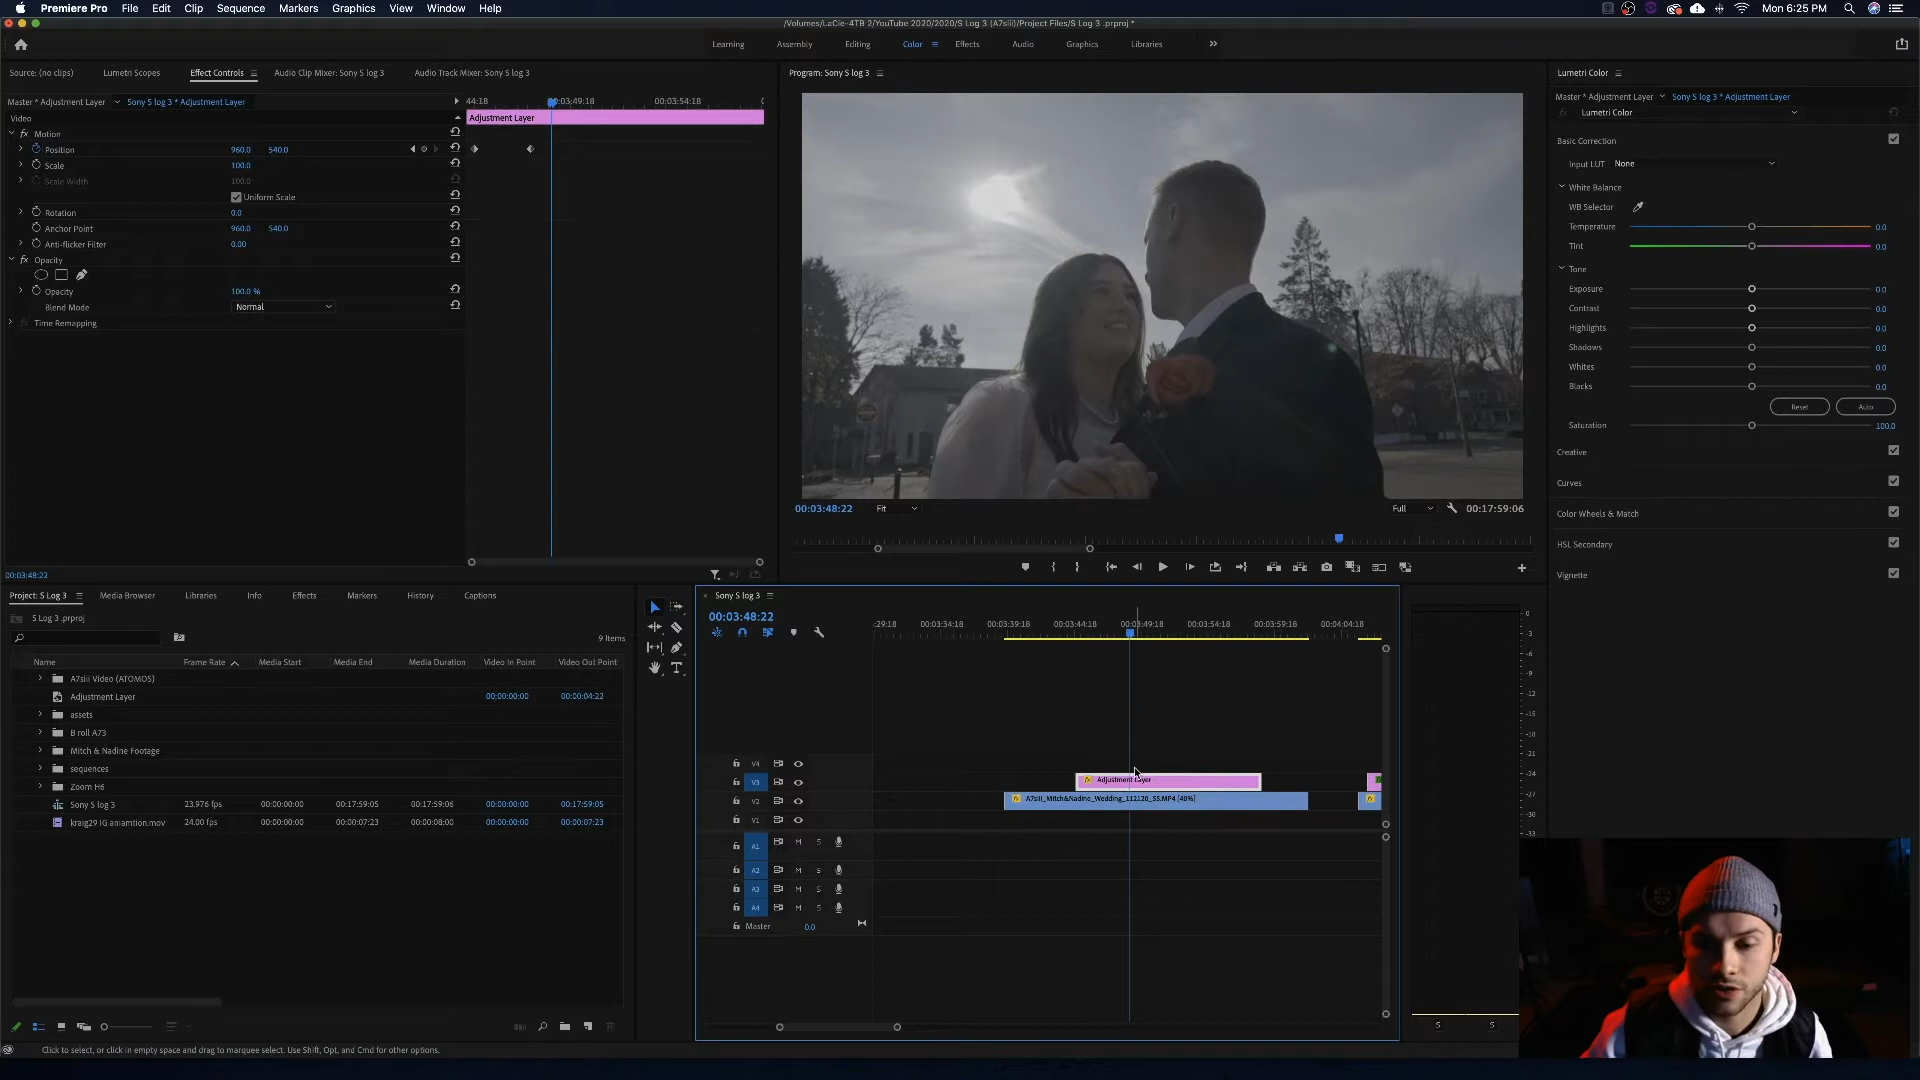 Premiere Pro File Edit Clip Sequence Markers Graphics View Window Help Mon 6:25 PM
/Volumes/LaCie-4TB 2/YouTube 2020/2020/S Log 3 (A7siii)/Project Files/S Log 3 .prproj *
Learning Assembly Editing Color Effects Audio Graphics Libraries
Source: (no clips) Lumetri Scopes Effect Controls Audio Clip Mixer: Sony S log 3 Audio Track Mixer: Sony S log 3
Master * Adjustment Layer Sony S log 3 * Adjustment Layer
44:18 00:03:49:18 00:03:54:18
Video
Adjustment Layer
fx Motion
Position 960.0 540.0
Scale 100.0
Scale Width 100.0
Uniform Scale
Rotation 0.0
Anchor Point 960.0 540.0
Anti-flicker Filter 0.00
fx Opacity
Opacity 100.0 %
Blend Mode Normal
Time Remapping
00:03:48:22
Program: Sony S log 3
00:03:48:22 Fit Full 00:17:59:06
Lumetri Color
Master * Adjustment Layer Sony S log 3 * Adjustment Layer
fx Lumetri Color
Basic Correction
Input LUT None
White Balance
WB Selector
Temperature 0.0
Tint 0.0
Tone
Exposure 0.0
Contrast 0.0
Highlights 0.0
Shadows 0.0
Whites 0.0
Blacks 0.0
Reset Auto
Saturation 100.0
Creative
Curves
Color Wheels & Match
HSL Secondary
Vignette
Project: S Log 3 Media Browser Libraries Info Effects Markers History Captions
S Log 3 .prproj
9 Items
Name Frame Rate Media Start Media End Media Duration Video In Point Video Out Point
A7siii Video (ATOMOS)
Adjustment Layer 00:00:00:00 00:00:04:22
assets
B roll A73
Mitch & Nadine Footage
sequences
Zoom H6
Sony S log 3 23.976 fps 00:00:00:00 00:17:59:05 00:17:59:06 00:00:00:00 00:17:59:05
kraig29 IG aniamtion.mov 24.00 fps 00:00:00:00 00:00:07:23 00:00:08:00 00:00:00:00 00:00:07:23
Sony S log 3
00:03:48:22
:29:18 00:03:34:18 00:03:39:18 00:03:44:18 00:03:49:18 00:03:54:18 00:03:59:18 00:04:04:18
V4
V3 fx Adjustment Layer
V2 fx A7siii_Mitch&Nadine_Wedding_112120_55.MP4 [40%]
V1
A1 M S
A2 M S
A3 M S
A4 M S
Master 0.0
0
-3
-6
-9
-12
-15
-18
-21
-24
-27
-30
-33
S S
Click to select, or click in empty space and drag to marquee select. Use Shift, Opt, and Cmd for other options.